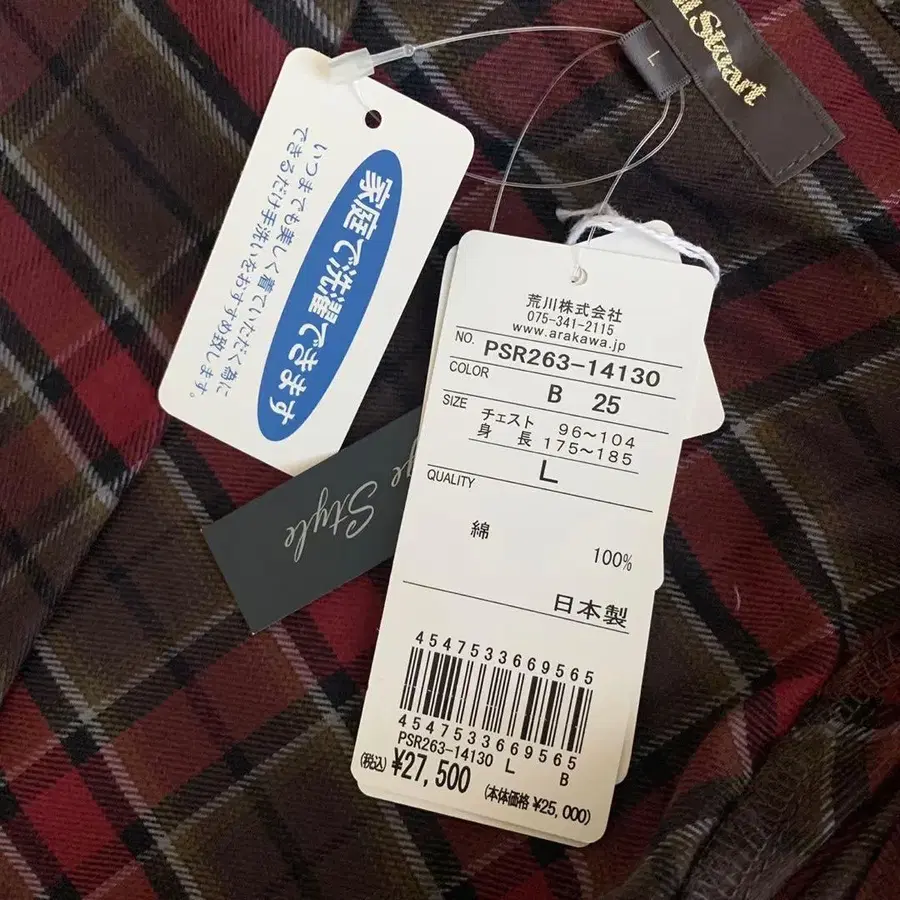 Stuart
L
家庭で洗濯できます
いつまでも美しく着ていただく為に
できるだけ手洗いをおすすめ致します。
Style
荒川株式会社
075-341-2115
www.arakawa.jp
NO. PSR263-14130
COLOR
B 25
SIZE
チェスト 96~104
身長 175~185
L
QUALITY
綿
100%
日本製
4547533669565
4547533669565
PSR263-14130 L B
(税込) ¥27,500 (本体価格 ¥25,000)